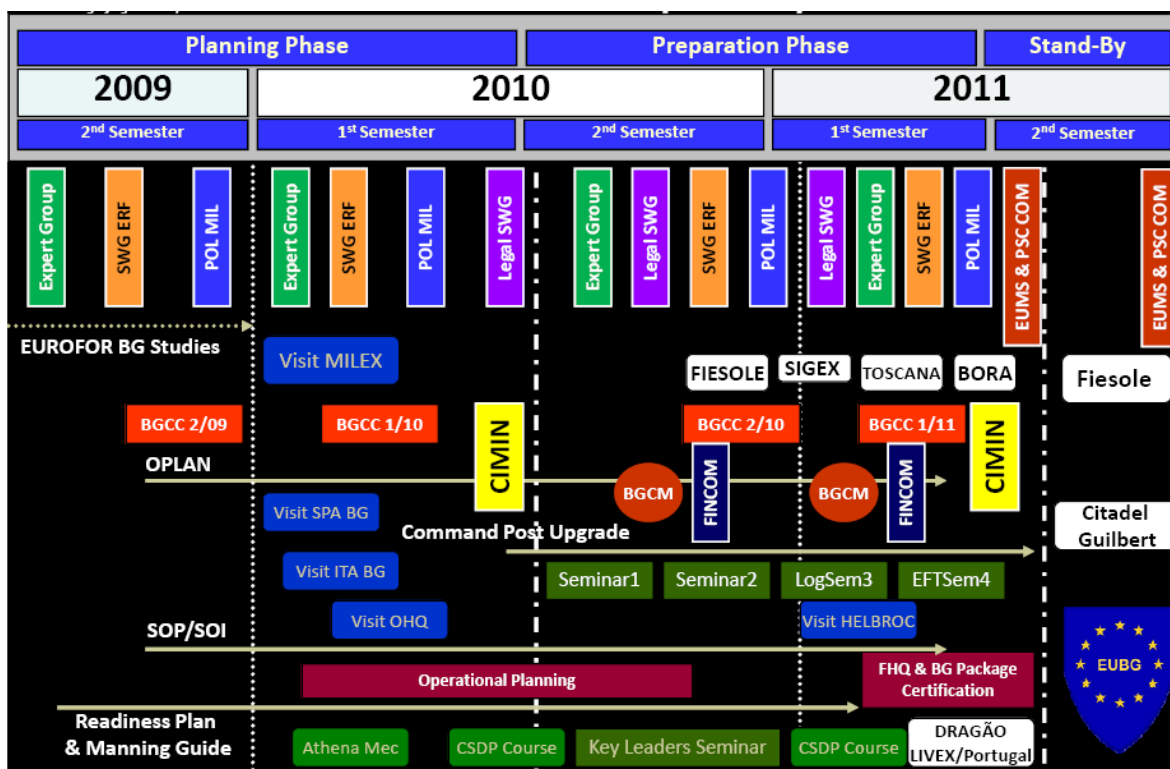 Planning Phase
Preparation Phase
Stand-By
2009
2010
2011
2nd Semester
1st Semester
2nd Semester
1st Semester
2nd Semester
Expert Group
SWG ERF
POL MIL
Expert Group
SWG ERF
POL MIL
Legal SWG
Expert Group
Legal SWG
SWG ERF
POL MIL
Legal SWG
Expert Group
SWG ERF
POL MIL
EUMS & PSC COM
EUMS & PSC COM
EUROFOR BG Studies
Visit MILEX
FIESOLE
SIGEX
TOSCANA
BORA
Fiesole
BGCC 2/09
BGCC 1/10
CIMIN
BGCC 2/10
BGCC 1/11
CIMIN
OPLAN
BGCM
FINCOM
BGCM
FINCOM
Visit SPA BG
Citadel
Guilbert
Command Post Upgrade
Visit ITA BG
Seminar1
Seminar2
LogSem3
EFTSem4
Visit OHQ
Visit HELBROC
SOP/SOI
EUBG
Operational Planning
FHQ & BG Package
Certification
Readiness Plan
& Manning Guide
Athena Mec
CSDP Course
Key Leaders Seminar
CSDP Course
DRAGÃO
LIVEX/Portugal